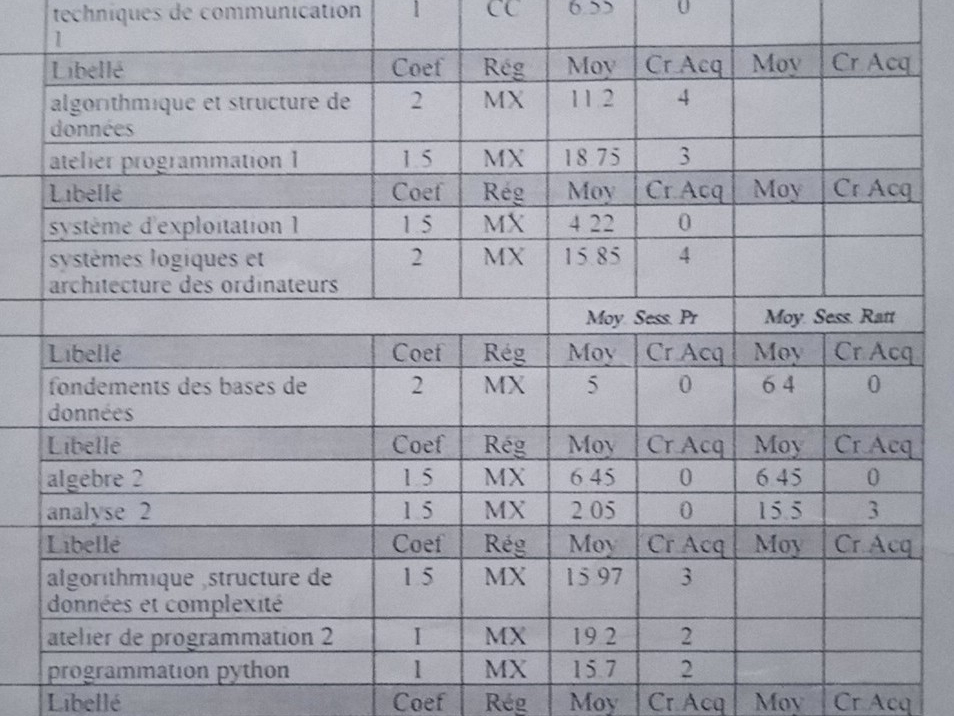 techniques de communication 1 CC 6.55 0
1
Libellé Coef Rég Moy Cr.Acq Moy Cr.Acq
algorithmique et structure de 2 MX 11.2 4
données
atelier programmation 1 1.5 MX 18.75 3
Libellé Coef Rég Moy Cr.Acq Moy Cr.Acq
système d'exploitation 1 1.5 MX 4.22 0
systèmes logiques et 2 MX 15.85 4
architecture des ordinateurs
Moy. Sess. Pr Moy. Sess. Ratt
Libellé Coef Rég Moy Cr.Acq Moy Cr.Acq
fondements des bases de 2 MX 5 0 6.4 0
données
Libellé Coef Rég Moy Cr.Acq Moy Cr.Acq
algèbre 2 1.5 MX 6.45 0 6.45 0
analyse 2 1.5 MX 2.05 0 15.5 3
Libellé Coef Rég Moy Cr.Acq Moy Cr.Acq
algorithmique ,structure de 1.5 MX 15.97 3
données et complexité
atelier de programmation 2 1 MX 19.2 2
programmation python 1 MX 15.7 2
Libellé Coef Rég Moy Cr.Acq Moy Cr.Acq